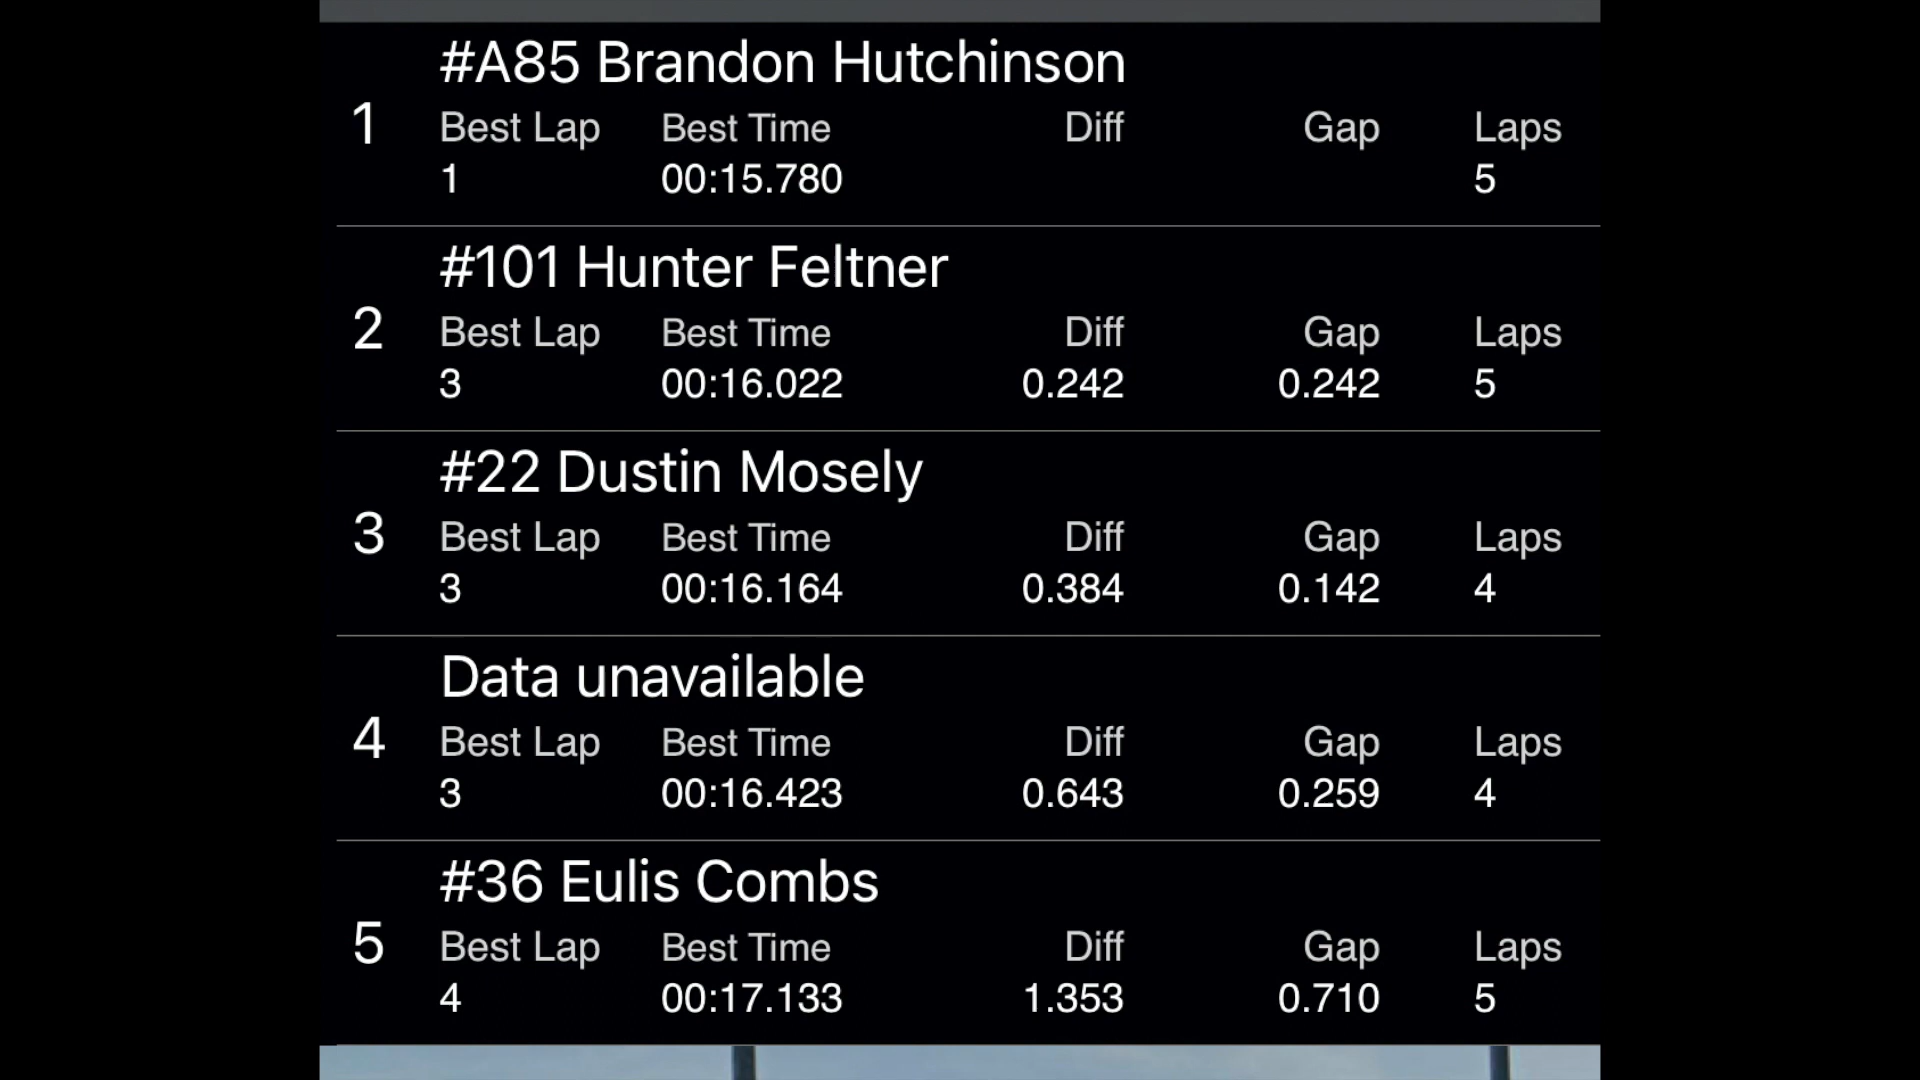 #A85 Brandon Hutchinson
1 Best Lap Best Time Diff Gap Laps
1 00:15.780 5
#101 Hunter Feltner
2 Best Lap Best Time Diff Gap Laps
3 00:16.022 0.242 0.242 5
#22 Dustin Mosely
3 Best Lap Best Time Diff Gap Laps
3 00:16.164 0.384 0.142 4
Data unavailable
4 Best Lap Best Time Diff Gap Laps
3 00:16.423 0.643 0.259 4
#36 Eulis Combs
5 Best Lap Best Time Diff Gap Laps
4 00:17.133 1.353 0.710 5